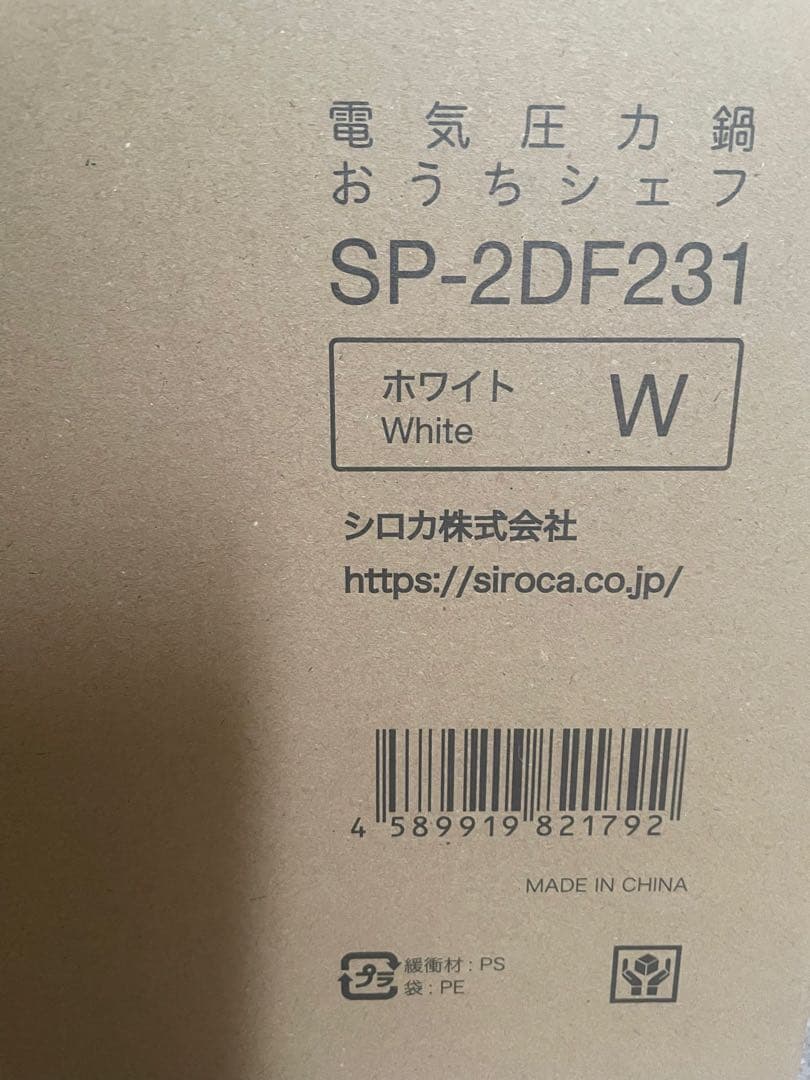 電気圧力鍋
おうちシェフ
SP-2DF231
ホワイト
White
W
シロカ株式会社
https://siroca.co.jp/
4 589919 821792
MADE IN CHINA
プラ
緩衝材 : PS
袋 : PE